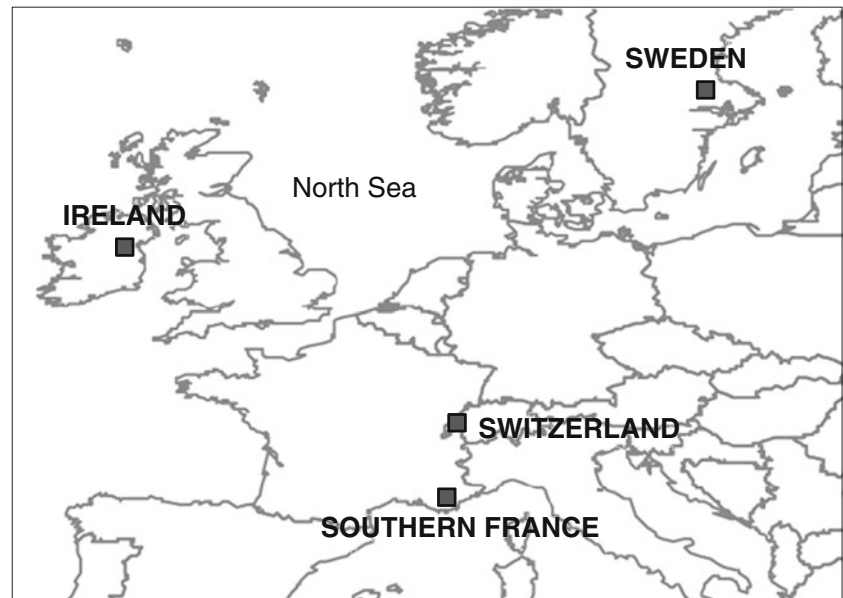 SWEDEN
North Sea
IRELAND
SWITZERLAND
SOUTHERN FRANCE